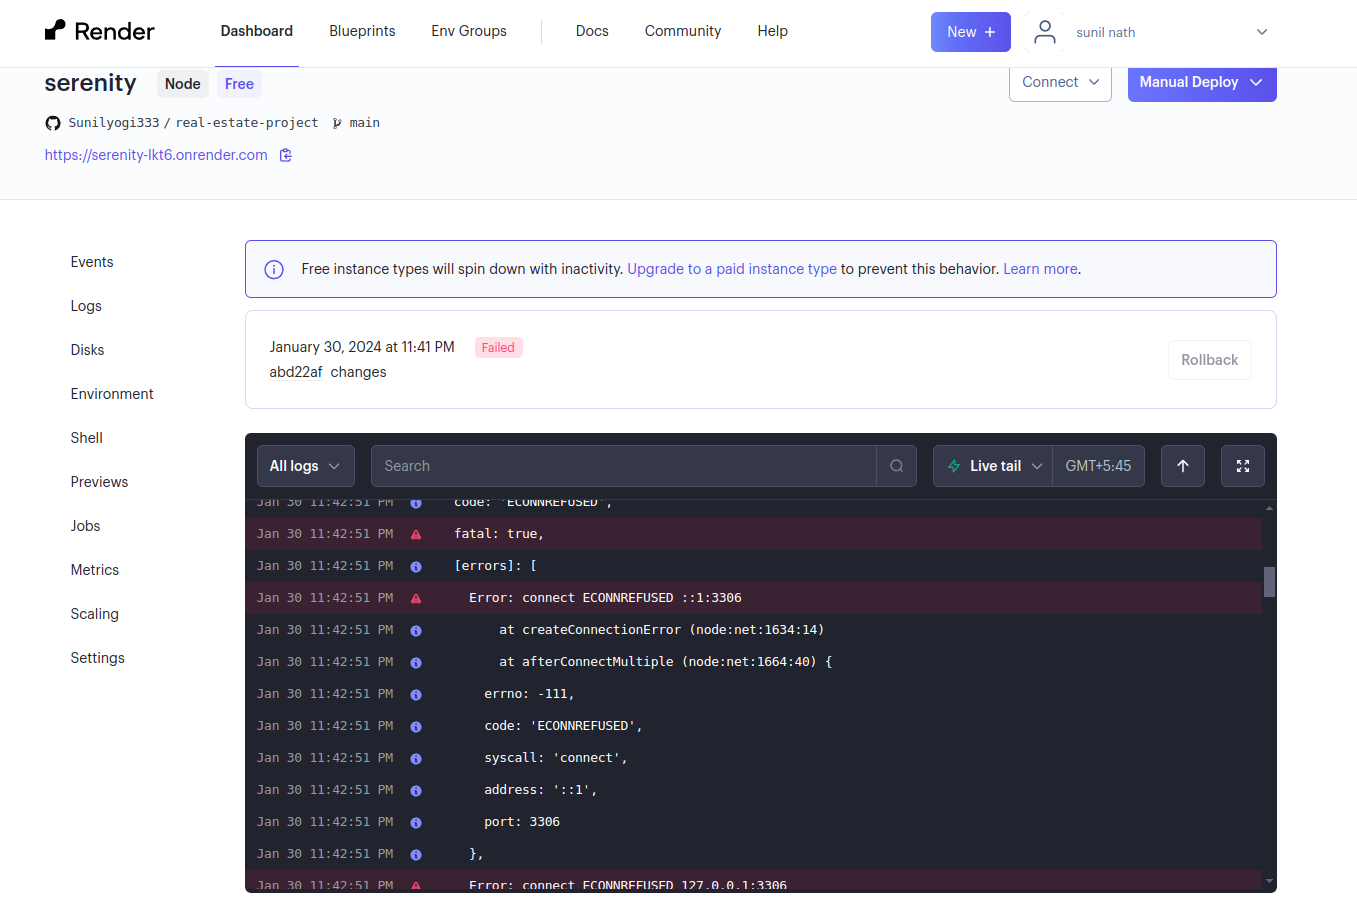 Render
Dashboard Blueprints Env Groups Docs Community Help New + sunil nath
serenity Node Free Connect Manual Deploy
Sunilyogi333 / real-estate-project main
https://serenity-lkt6.onrender.com
Events
Logs
Disks
Environment
Shell
Previews
Jobs
Metrics
Scaling
Settings
Free instance types will spin down with inactivity. Upgrade to a paid instance type to prevent this behavior. Learn more.
January 30, 2024 at 11:41 PM Failed
abd22af changes
Rollback
All logs Search Live tail GMT+5:45
Jan 30 11:42:51 PM code: 'ECONNREFUSED',
Jan 30 11:42:51 PM fatal: true,
Jan 30 11:42:51 PM [errors]: [
Jan 30 11:42:51 PM Error: connect ECONNREFUSED ::1:3306
Jan 30 11:42:51 PM at createConnectionError (node:net:1634:14)
Jan 30 11:42:51 PM at afterConnectMultiple (node:net:1664:40) {
Jan 30 11:42:51 PM errno: -111,
Jan 30 11:42:51 PM code: 'ECONNREFUSED',
Jan 30 11:42:51 PM syscall: 'connect',
Jan 30 11:42:51 PM address: '::1',
Jan 30 11:42:51 PM port: 3306
Jan 30 11:42:51 PM },
Jan 30 11:42:51 PM Error: connect ECONNREFUSED 127.0.0.1:3306